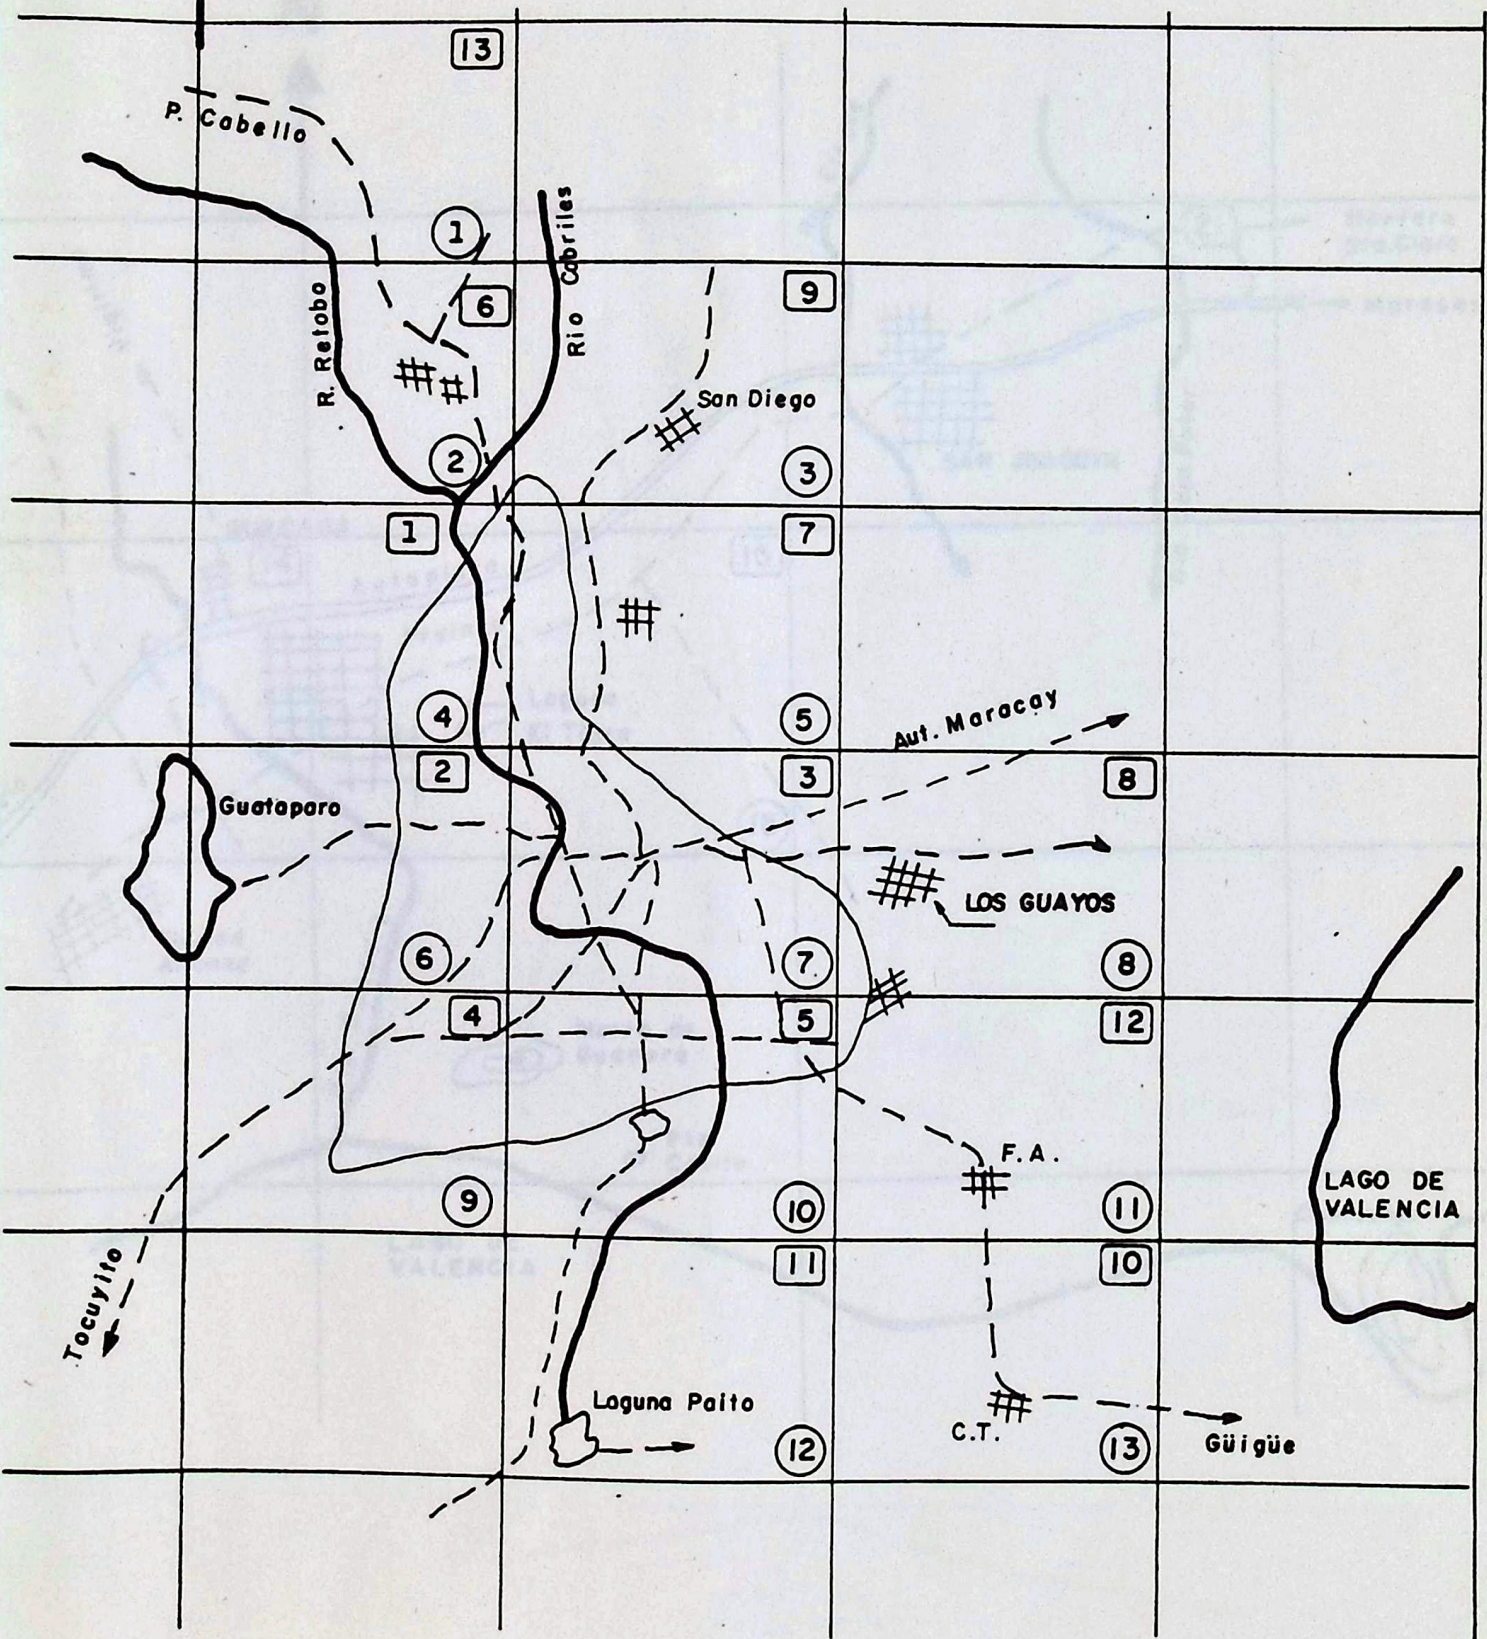 13
P. Cabello
1
Rio Cabriles
R. Retobo
6
9
San Diego
2
3
1
7
4
5
Aut. Maracay
2
3
8
Guataparo
LOS GUAYOS
6
7
8
4
5
12
F.A.
LAGO DE
VALENCIA
9
10
11
Tocuyito
11
10
Laguna Paito
C.T.
12
13
Güigüe